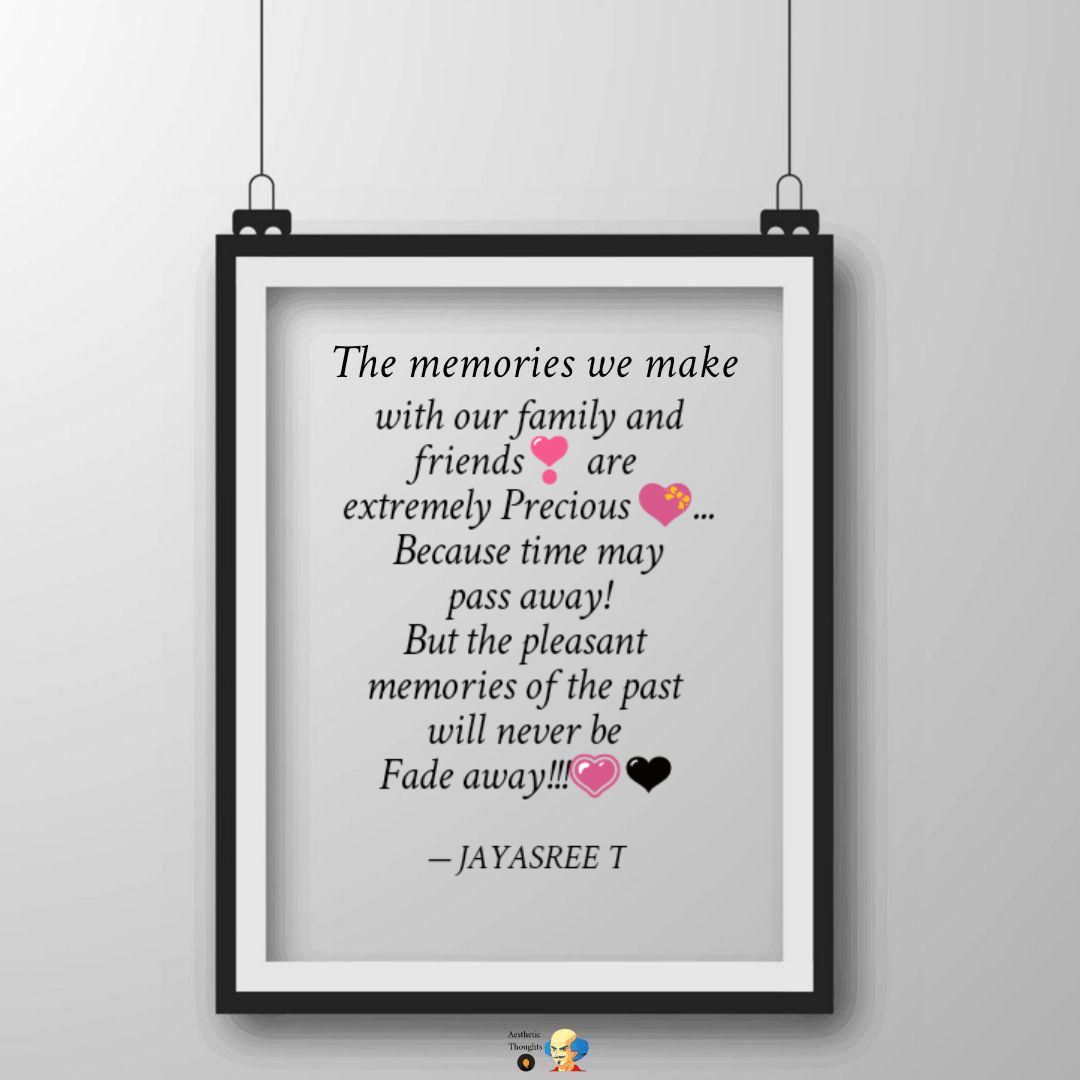 The memories we make
with our family and
friends❣️ are
extremely Precious 💝...
Because time may
pass away!
But the pleasant
memories of the past
will never be
Fade away!!!💗🖤
— JAYASREE T
Aesthetic
Thoughts